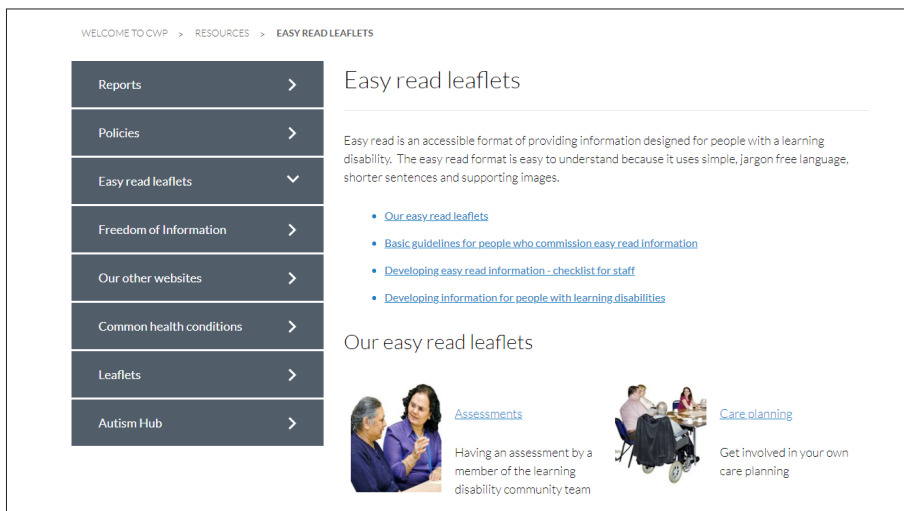 WELCOME TO CWP > RESOURCES > EASY READ LEAFLETS
Reports
Policies
Easy read leaflets
Freedom of Information
Our other websites
Common health conditions
Leaflets
Autism Hub
Easy read leaflets
Easy read is an accessible format of providing information designed for people with a learning
disability. The easy read format is easy to understand because it uses simple, jargon free language,
shorter sentences and supporting images.
• Our easy read leaflets
• Basic guidelines for people who commission easy read information
• Developing easy read information - checklist for staff
• Developing information for people with learning disabilities
Our easy read leaflets
Assessments
Having an assessment by a
member of the learning
disability community team
Care planning
Get involved in your own
care planning